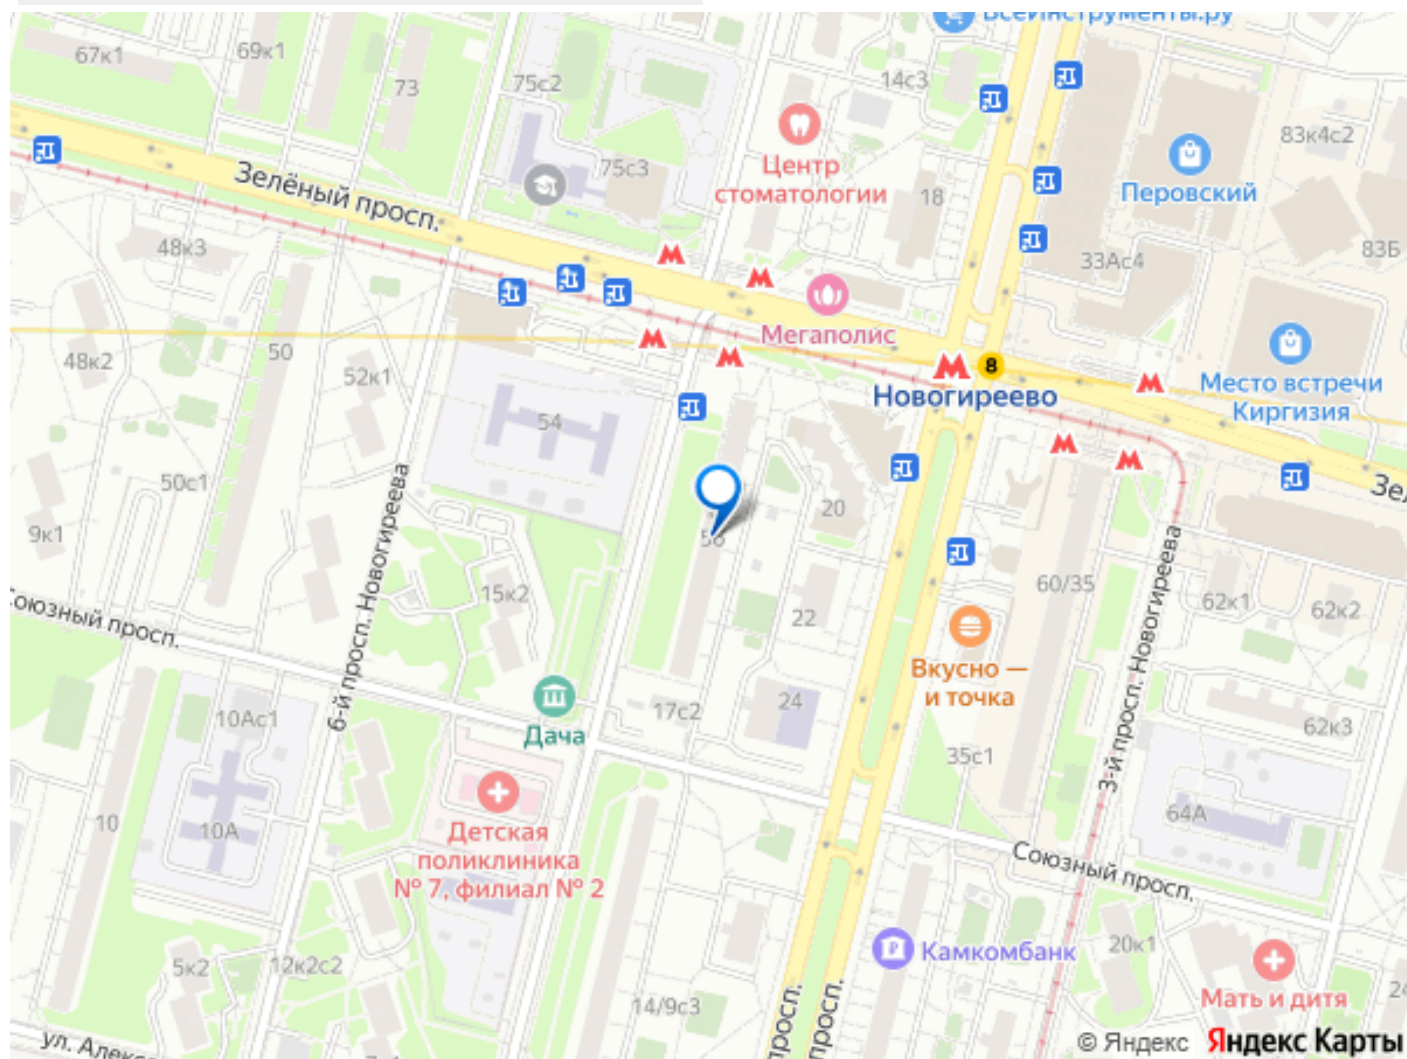 ВсеИнструменты.ру
67к1
69к1
73
75с2
14с3
83к4с2
75с3
Центр
стоматологии
18
Перовский
Зелёный просп.
48к3
33Ас4
83Б
Мегаполис
8
Новогиреево
Место встречи
Киргизия
48к2
50
52к1
54
50с1
9к1
20
56
6-й просп. Новогиреева
15к2
22
60/35
3-й просп. Новогиреева
62к1
62к2
Союзный просп.
Вкусно —
и точка
10Ас1
Дача
17с2
24
62к3
35с1
10
10А
64А
Детская
поликлиника
№ 7, филиал № 2
Союзный просп.
5к2
12к2с2
Камкомбанк
20к1
Мать и дитя
14/9с3
просп.
просп.
ул.
© Яндекс Яндекс Карты